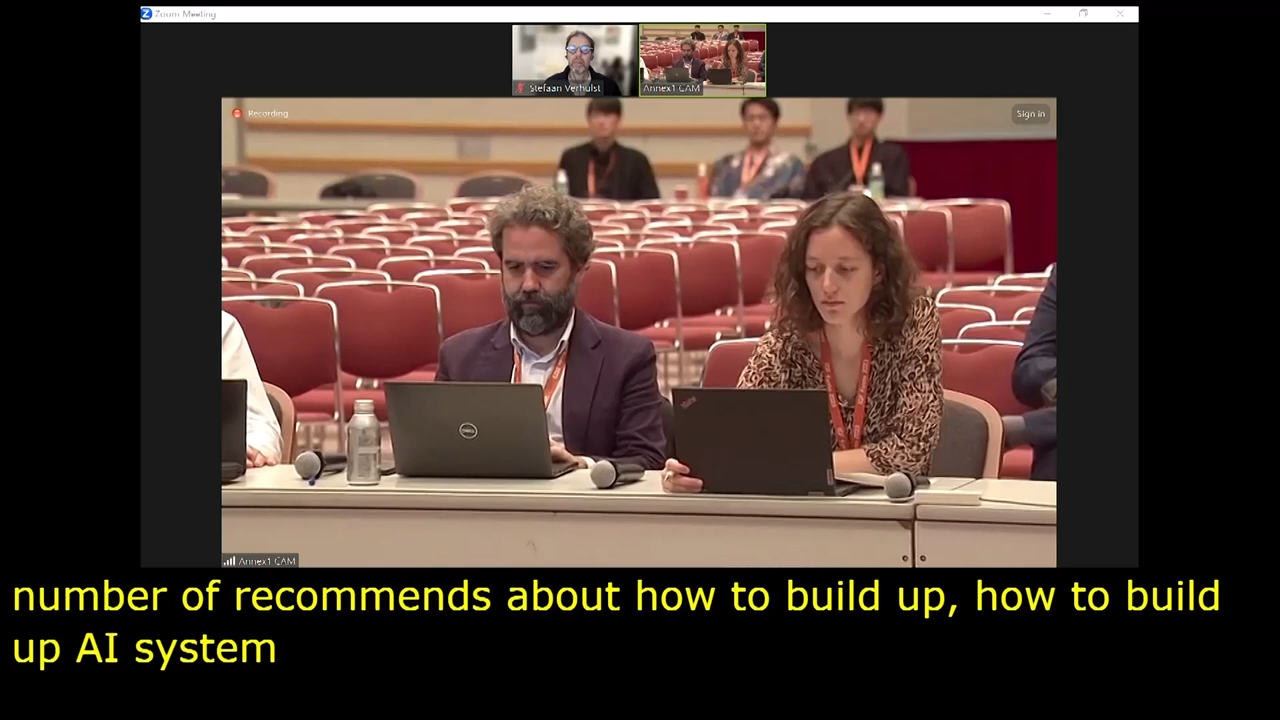 Zoom Meeting
Stefaan Verhulst
Annex1 CAM
Recording
Sign in
DELL
Annex1 CAM
number of recommends about how to build up, how to build
up AI system